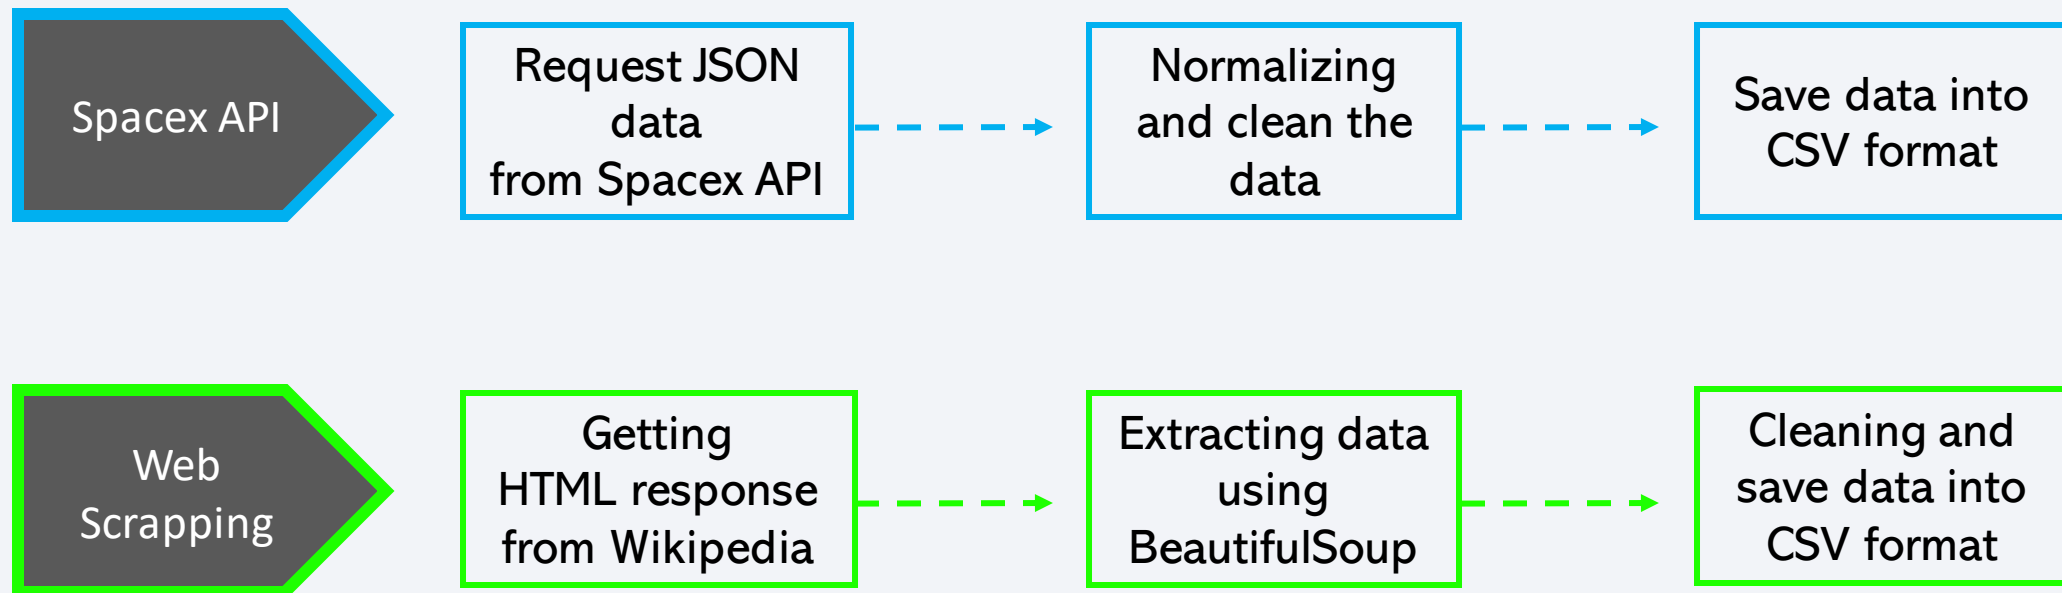 Spacex API
Request JSON
data
from Spacex API
Normalizing
and clean the
data
Save data into
CSV format
Web
Scrapping
Getting
HTML response
from Wikipedia
Extracting data
using
BeautifulSoup
Cleaning and
save data into
CSV format